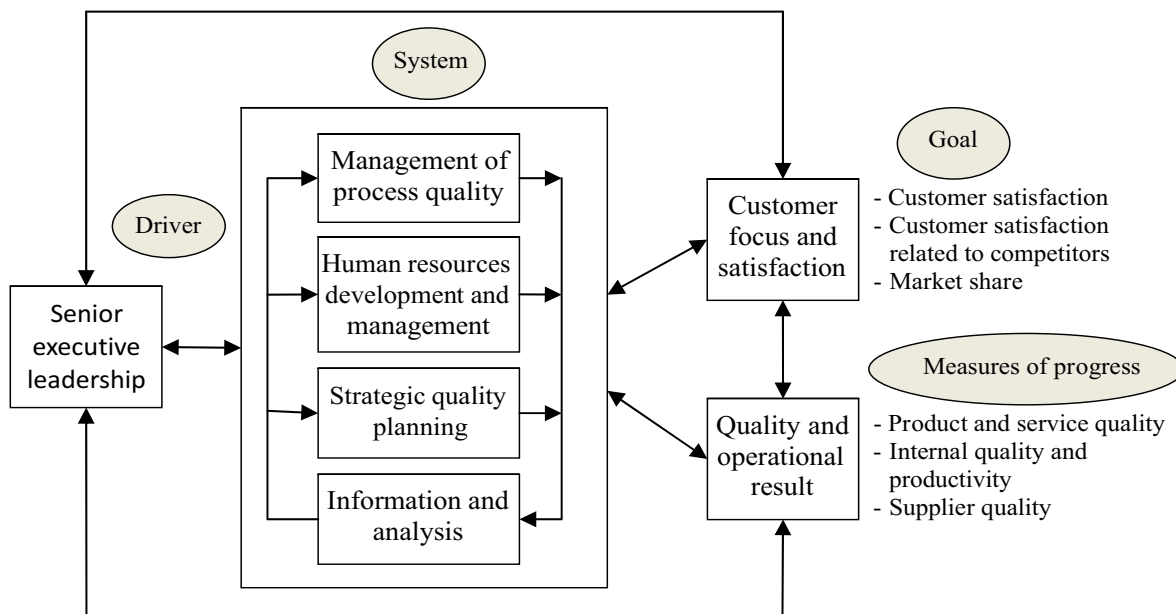 System
Driver
Senior
executive
leadership
Management of
process quality
Human resources
development and
management
Strategic quality
planning
Information and
analysis
Customer
focus and
satisfaction
Goal
- Customer satisfaction
- Customer satisfaction
related to competitors
- Market share
Quality and
operational
result
Measures of progress
- Product and service quality
- Internal quality and
productivity
- Supplier quality